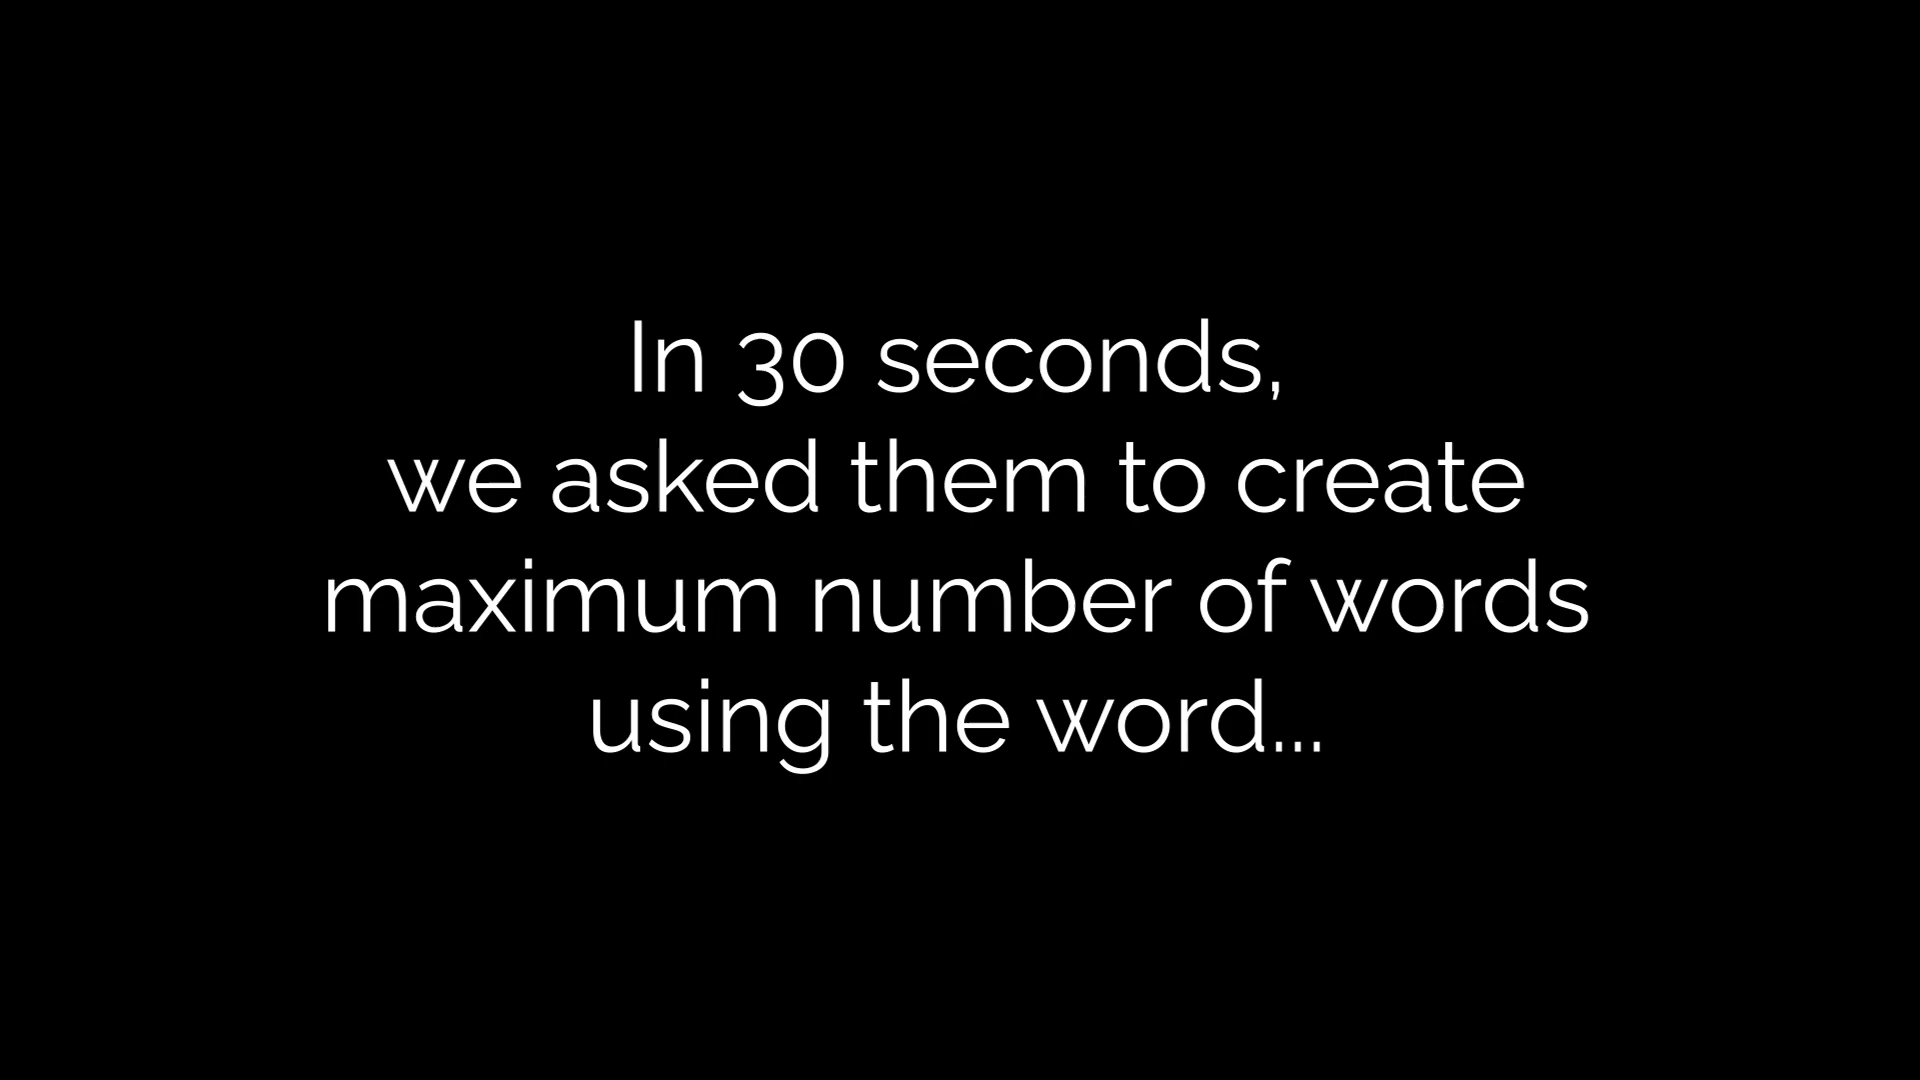 In 30 seconds,
we asked them to create
maximum number of words
using the word...